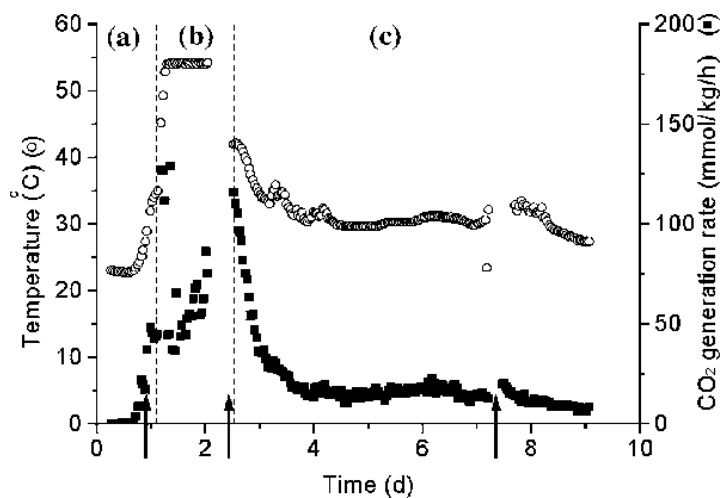 (a) (b) (c)
60
50
40
30
20
10
0
200
150
100
50
0
0 2 4 6 8 10
Temperature (°C) (○)
CO₂ generation rate (mmol/kg/h) (■)
Time (d)